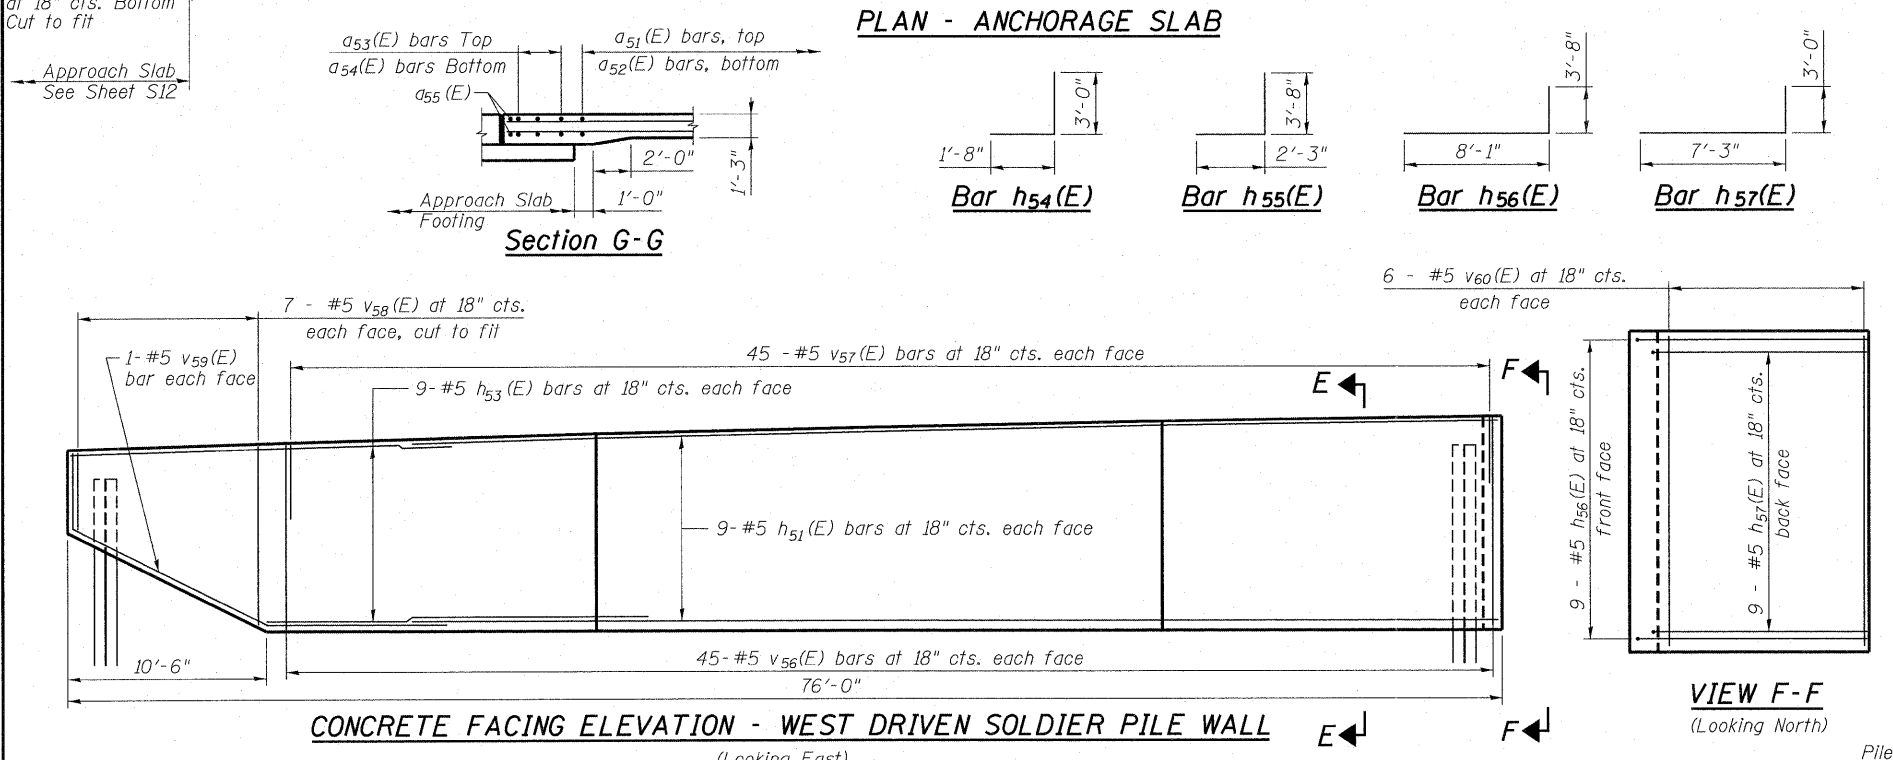 at 18" cts. Bottom
Cut to fit
Approach Slab
See Sheet S12
PLAN - ANCHORAGE SLAB
a53(E) bars Top
a54(E) bars Bottom
a51(E) bars, top
a52(E) bars, bottom
a55(E)
2'-0"
1'-3"
1'-0"
Approach Slab
Footing
Section G-G
3'-0"
1'-8"
Bar h54(E)
3'-8"
2'-3"
Bar h55(E)
3'-8"
8'-1"
Bar h56(E)
3'-0"
7'-3"
Bar h57(E)
7 - #5 v58(E) at 18" cts.
each face, cut to fit
1-#5 v59(E)
bar each face
45 - #5 v57(E) bars at 18" cts. each face
9- #5 h53(E) bars at 18" cts. each face
E
F
9- #5 h51(E) bars at 18" cts. each face
10'-6"
45-#5 v56(E) bars at 18" cts. each face
76'-0"
CONCRETE FACING ELEVATION - WEST DRIVEN SOLDIER PILE WALL
(Looking East)
E
F
6 - #5 v60(E) at 18" cts.
each face
9 - #5 h56(E) at 18" cts.
front face
9 - #5 h57(E) at 18" cts.
back face
VIEW F-F
(Looking North)
Pile